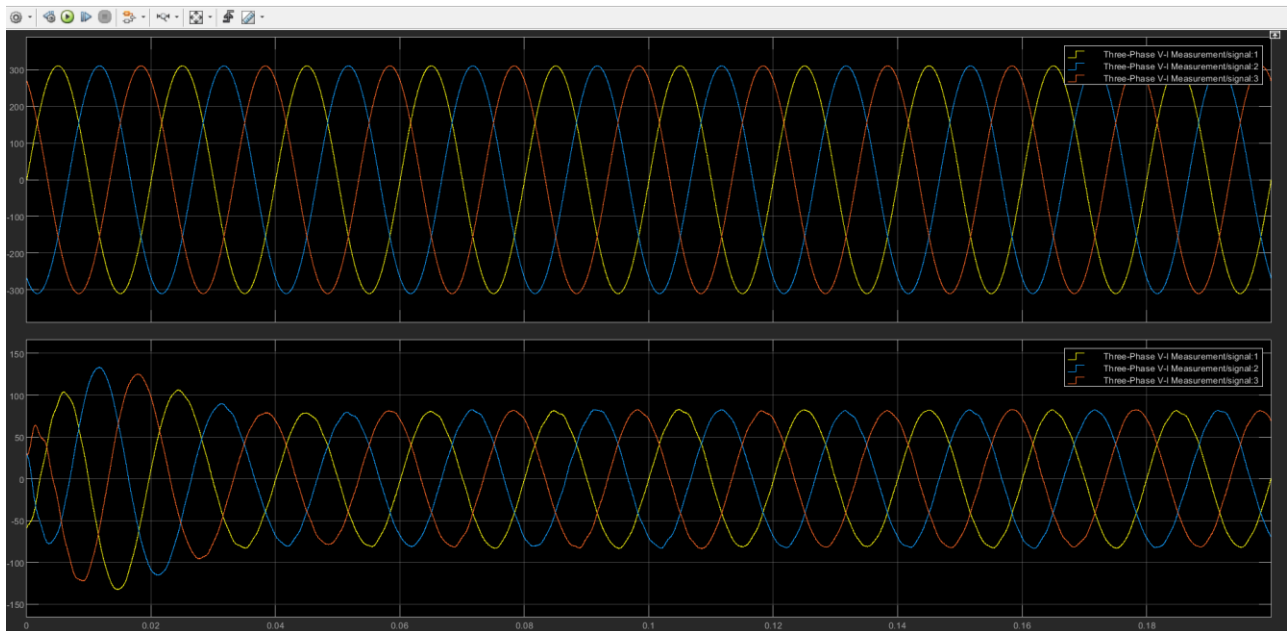 Three-Phase V-I Measurement/signal:1
Three-Phase V-I Measurement/signal:2
Three-Phase V-I Measurement/signal:3
300
200
100
0
-100
-200
-300
Three-Phase V-I Measurement/signal:1
Three-Phase V-I Measurement/signal:2
Three-Phase V-I Measurement/signal:3
150
100
50
0
-50
-100
-150
0 0.02 0.04 0.06 0.08 0.1 0.12 0.14 0.16 0.18